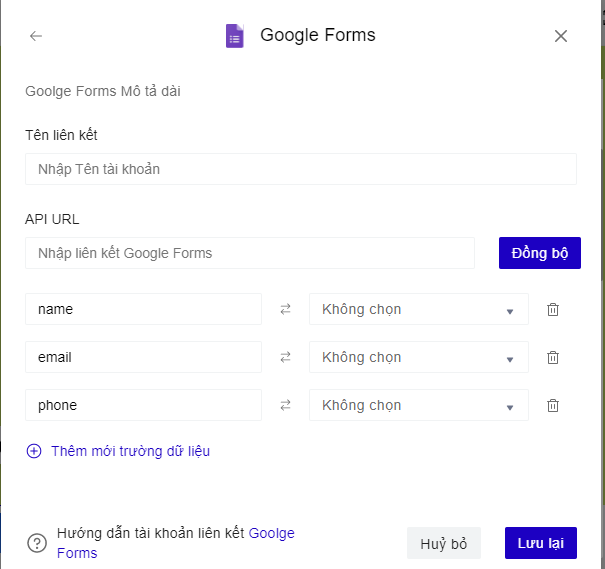 Google Forms
Goolge Forms Mô tả dài
Tên liên kết
Nhập Tên tài khoản
API URL
Nhập liên kết Google Forms
Đồng bộ
name
Không chọn
email
Không chọn
phone
Không chọn
Thêm mới trường dữ liệu
Hướng dẫn tài khoản liên kết Goolge
Forms
Huỷ bỏ
Lưu lại